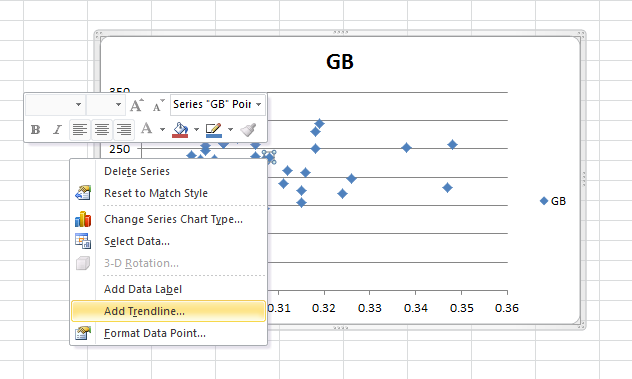 GB
350
Series "GB" Poir
B I A
250
Delete Series
Reset to Match Style
Change Series Chart Type...
Select Data...
3-D Rotation...
Add Data Label
Add Trendline...
Format Data Point...
GB
0.31 0.32 0.33 0.34 0.35 0.36